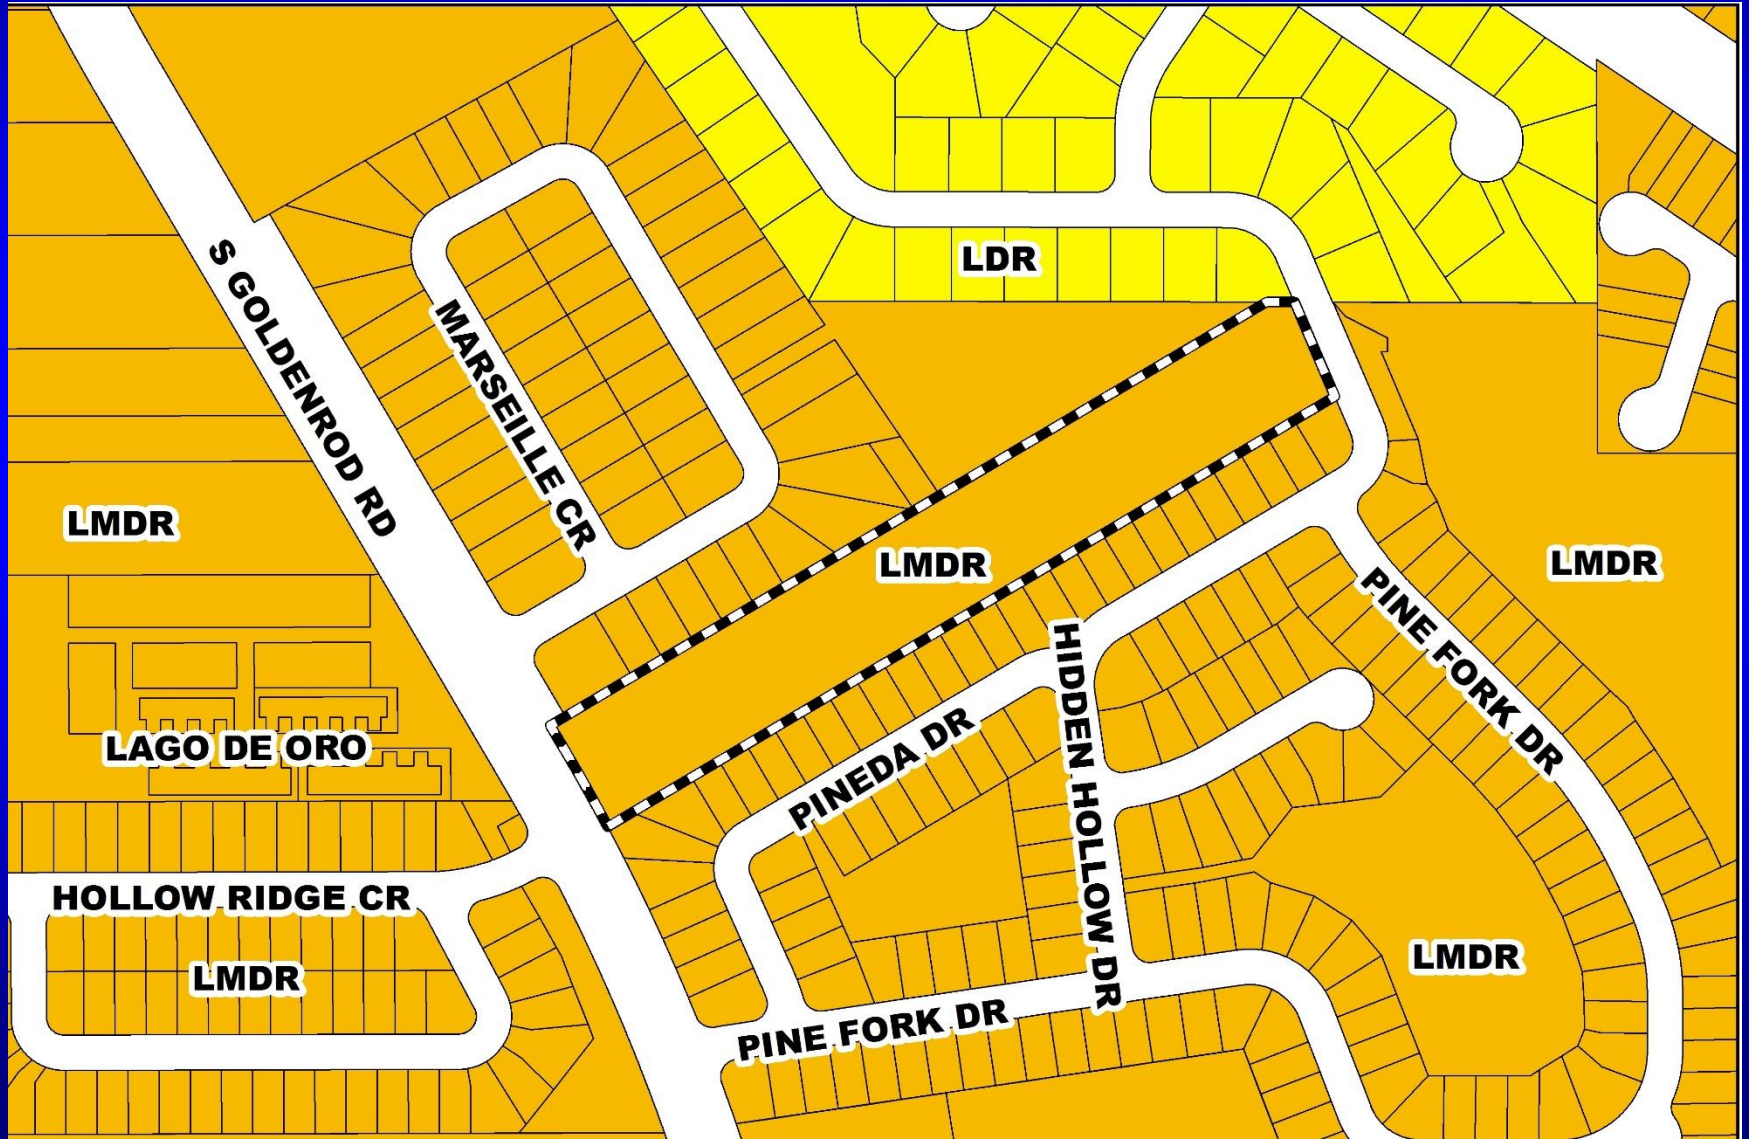 LDR
S GOLDENROD RD
MARSEILLE CR
LMDR
LMDR
LMDR
PINE FORK DR
HIDDEN HOLLOW DR
PINEDA DR
LAGO DE ORO
HOLLOW RIDGE CR
LMDR
LMDR
PINE FORK DR